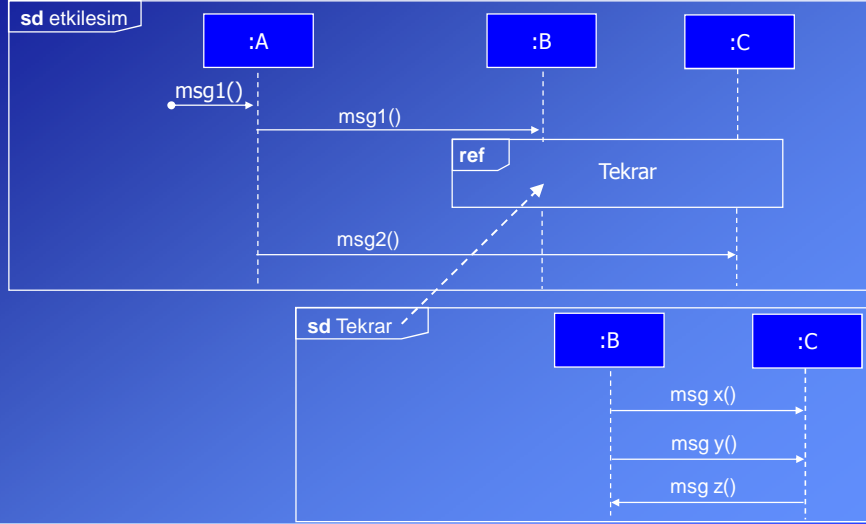 sd etkilesim
:A
:B
:C
msg1()
msg1()
ref
Tekrar
msg2()
sd Tekrar
:B
:C
msg x()
msg y()
msg z()